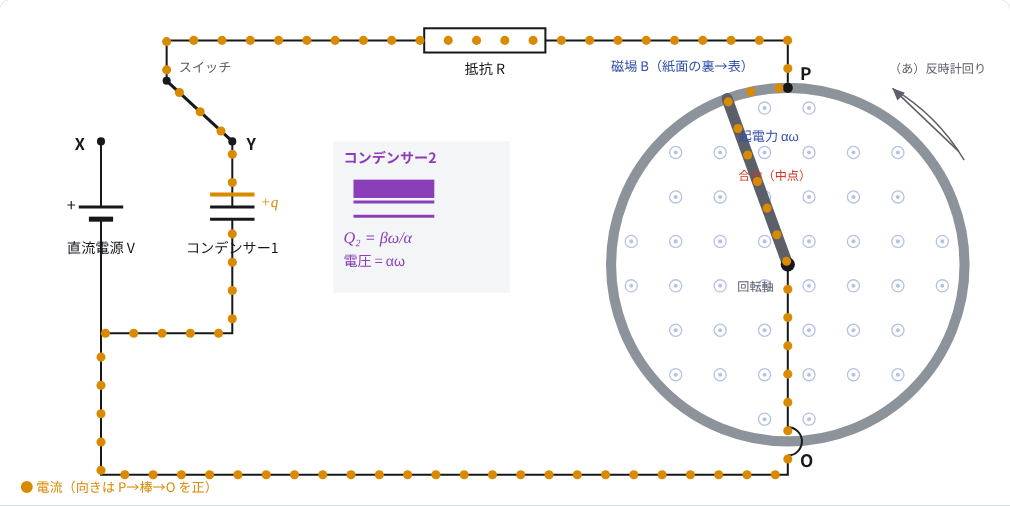 スイッチ
抵抗 R
磁場 B（紙面の裏→表）
P
（あ）反時計回り
X
Y
コンデンサー2
起電力 αω
+
+q
合力（中点）
直流電源 V
コンデンサー1
Q₂ = βω/α
電圧 = αω
回転軸
O
電流（向きは P→棒→O を正）